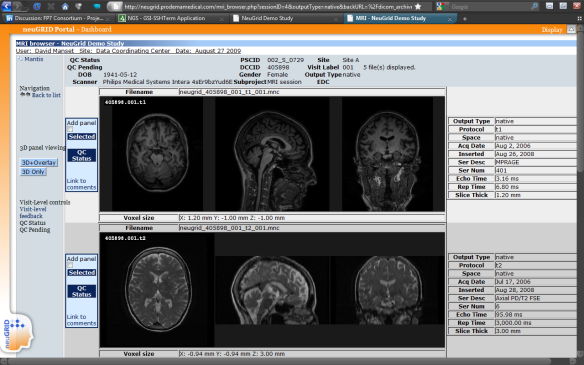 http://neugrid.prodemamedical.com/mri_browser.php?sessionID=4&outputType=native&backURL=%2Fdicom_archiv
Google
Discussion: FP7 Consortium - Proje...
NGS - GSI-SSHTerm Application
NeuGrid Demo Study
MRI - NeuGrid Demo Study
neuGRID Portal - Dashboard
Display
MRI browser - NeuGrid Demo Study
User: David Manset Site: Data Coordinating Center Date: August 27 2009
Mantis
QC Status
PSCID 002_S_0729 Site Site A
QC Pending
DCCID 405898 Visit Label 001 5 file(s) displayed.
DOB 1941-05-12 Gender Female Output Type native
Scanner Philips Medical Systems Intera 4aEr9bzYud6E Subproject MRI session EDC
Navigation
Back to list
3D panel viewing
3D+Overlay
3D Only
Visit-Level controls
Visit-level
feedback
QC Status
QC Pending
Filename neugrid_405898_001_t1_001.mnc
405898.001.t1
Add panel
Selected
QC
Status
Link to
comments
Voxel size X: 1.20 mm Y: -1.00 mm Z: -1.00 mm
Output Type native
Protocol t1
Space native
Acq Date Aug 2, 2006
Inserted Aug 26, 2008
Ser Desc MPRAGE
Ser Num 401
Echo Time 3.16 ms
Rep Time 6.80 ms
Slice Thick 1.20 mm
Filename neugrid_405898_001_t2_001.mnc
405898.001.t2
Add panel
Selected
QC
Status
Link to
comments
Voxel size X: -0.94 mm Y: -0.94 mm Z: 3.00 mm
Output Type native
Protocol t2
Space native
Acq Date Jul 17, 2006
Inserted Aug 28, 2008
Ser Desc Axial PD/T2 FSE
Ser Num 6
Echo Time 95.98 ms
Rep Time 3,000.00 ms
Slice Thick 3.00 mm
neuGRID